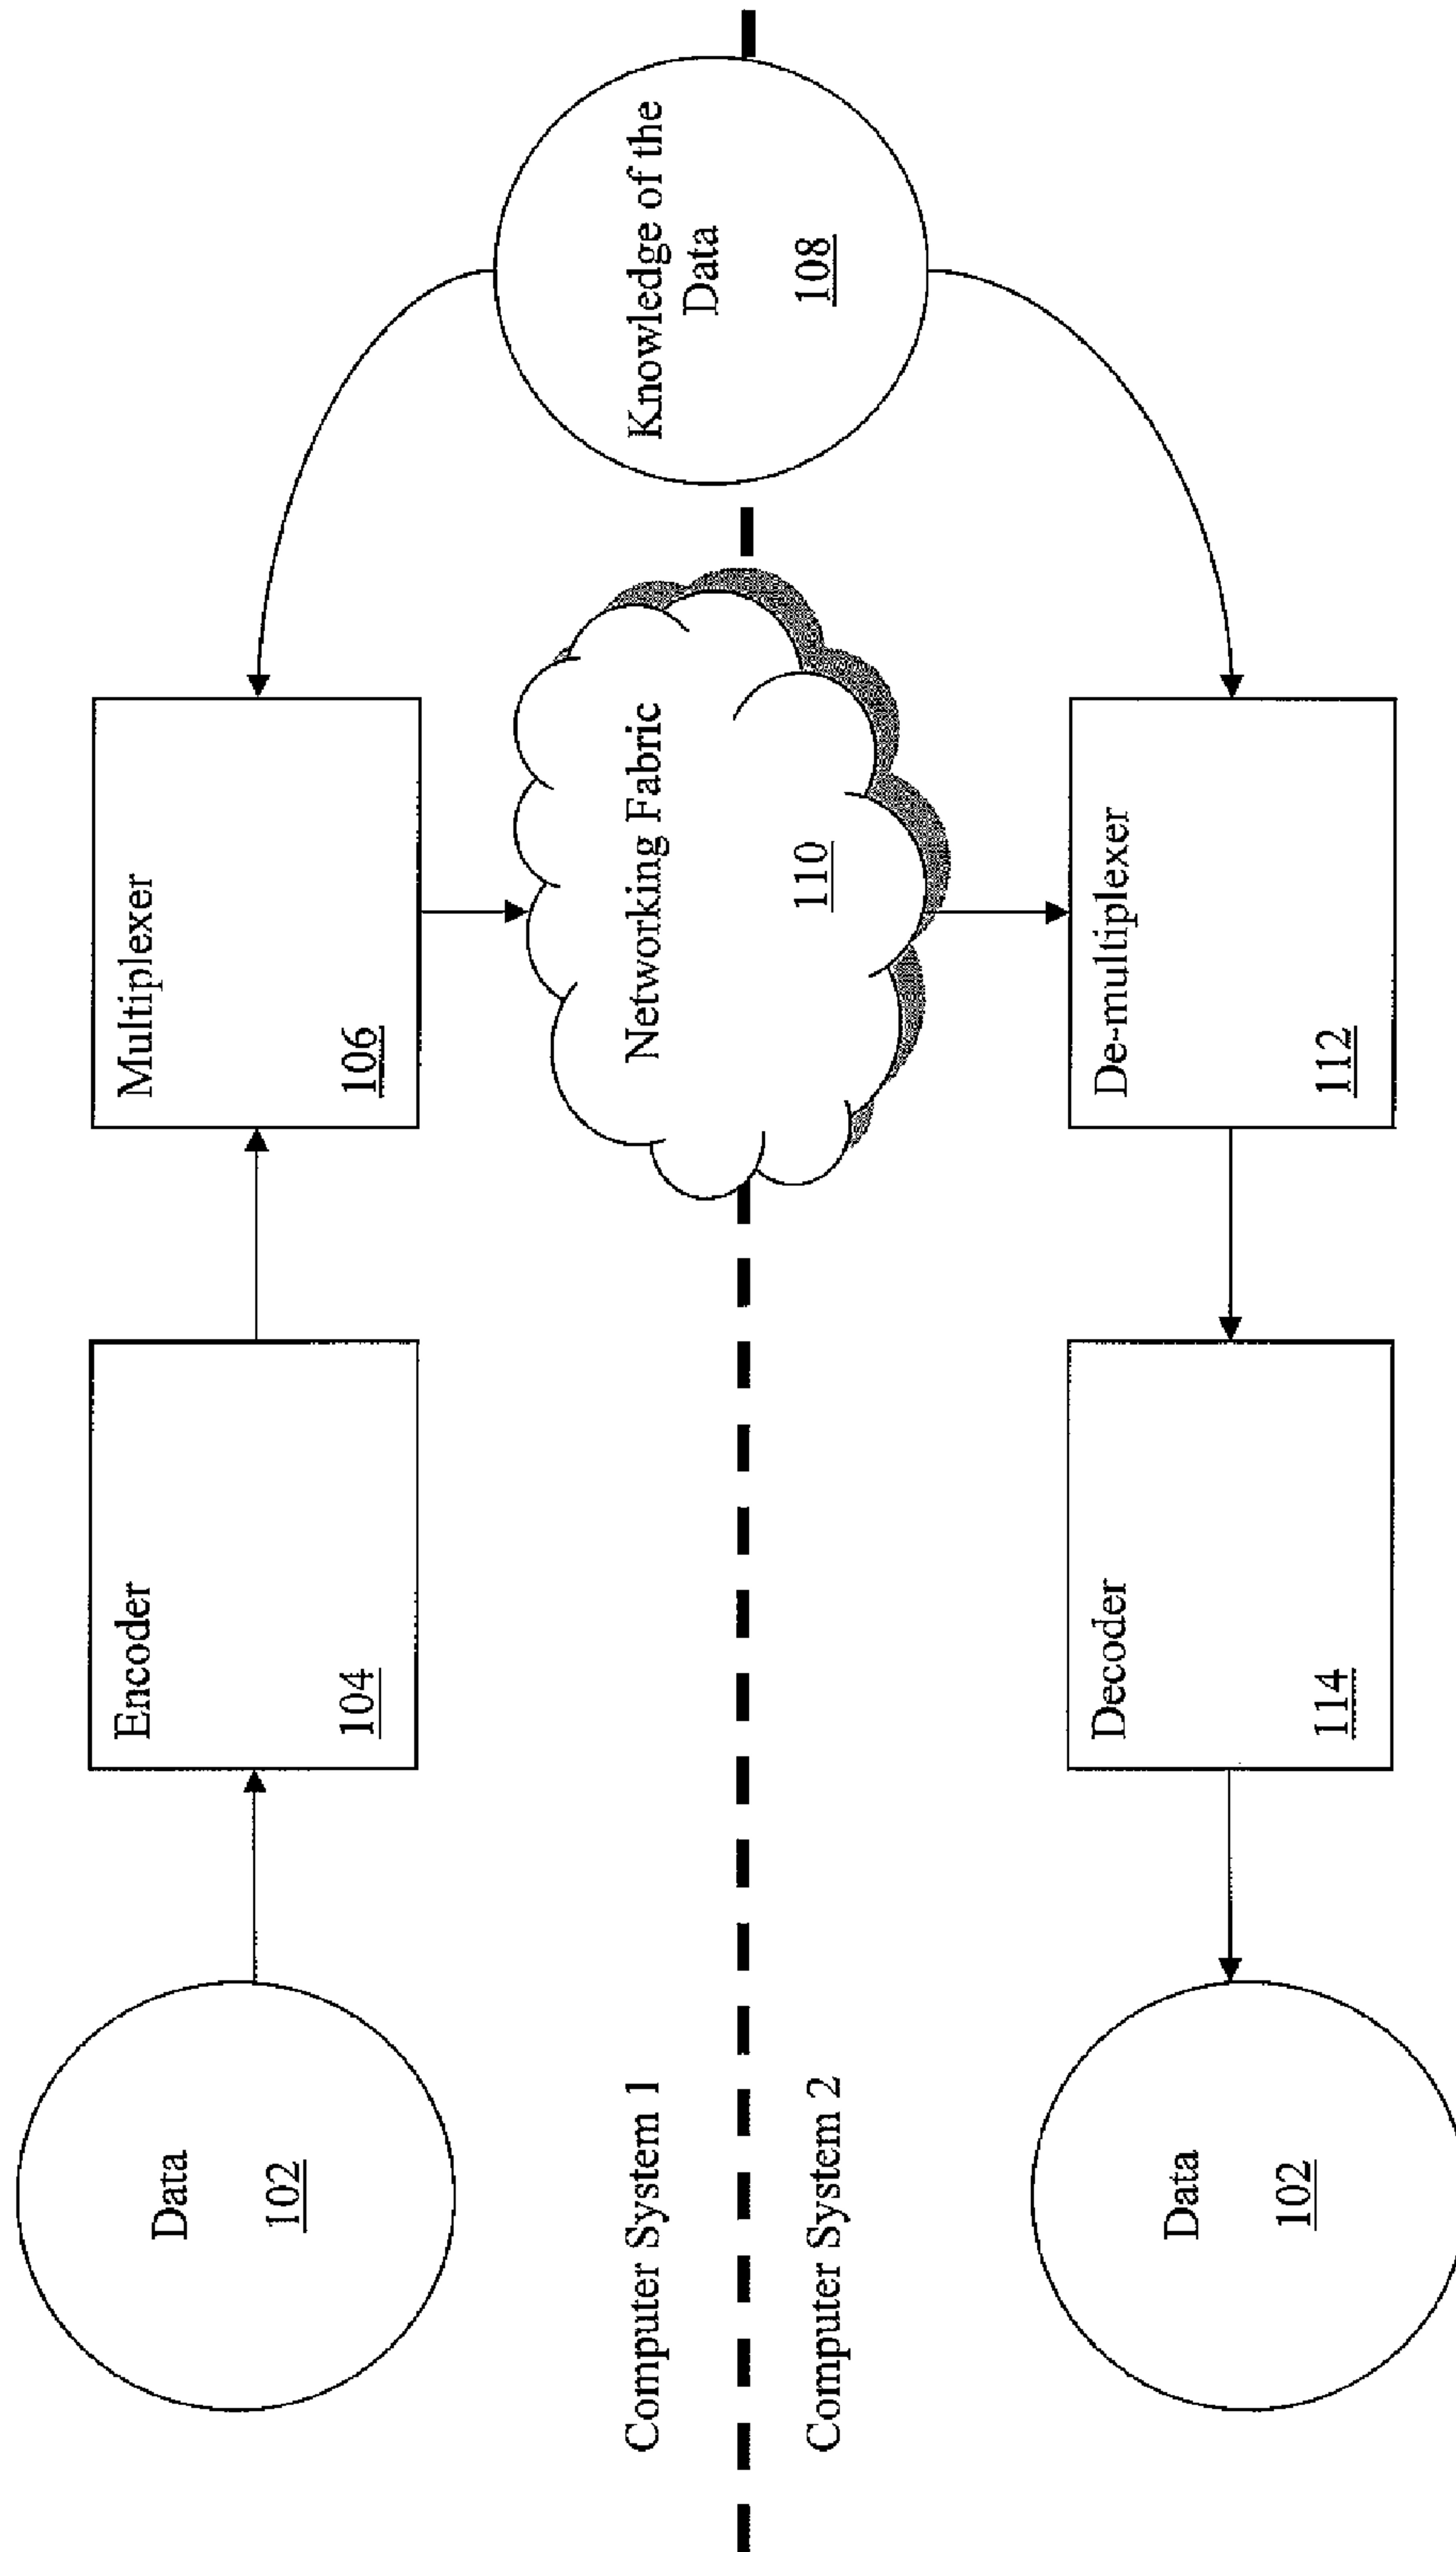 Data
102
Encoder
104
Multiplexer
106
Computer System 1
Networking Fabric
110
Knowledge of the
Data
108
Computer System 2
Data
102
Decoder
114
De-multiplexer
112